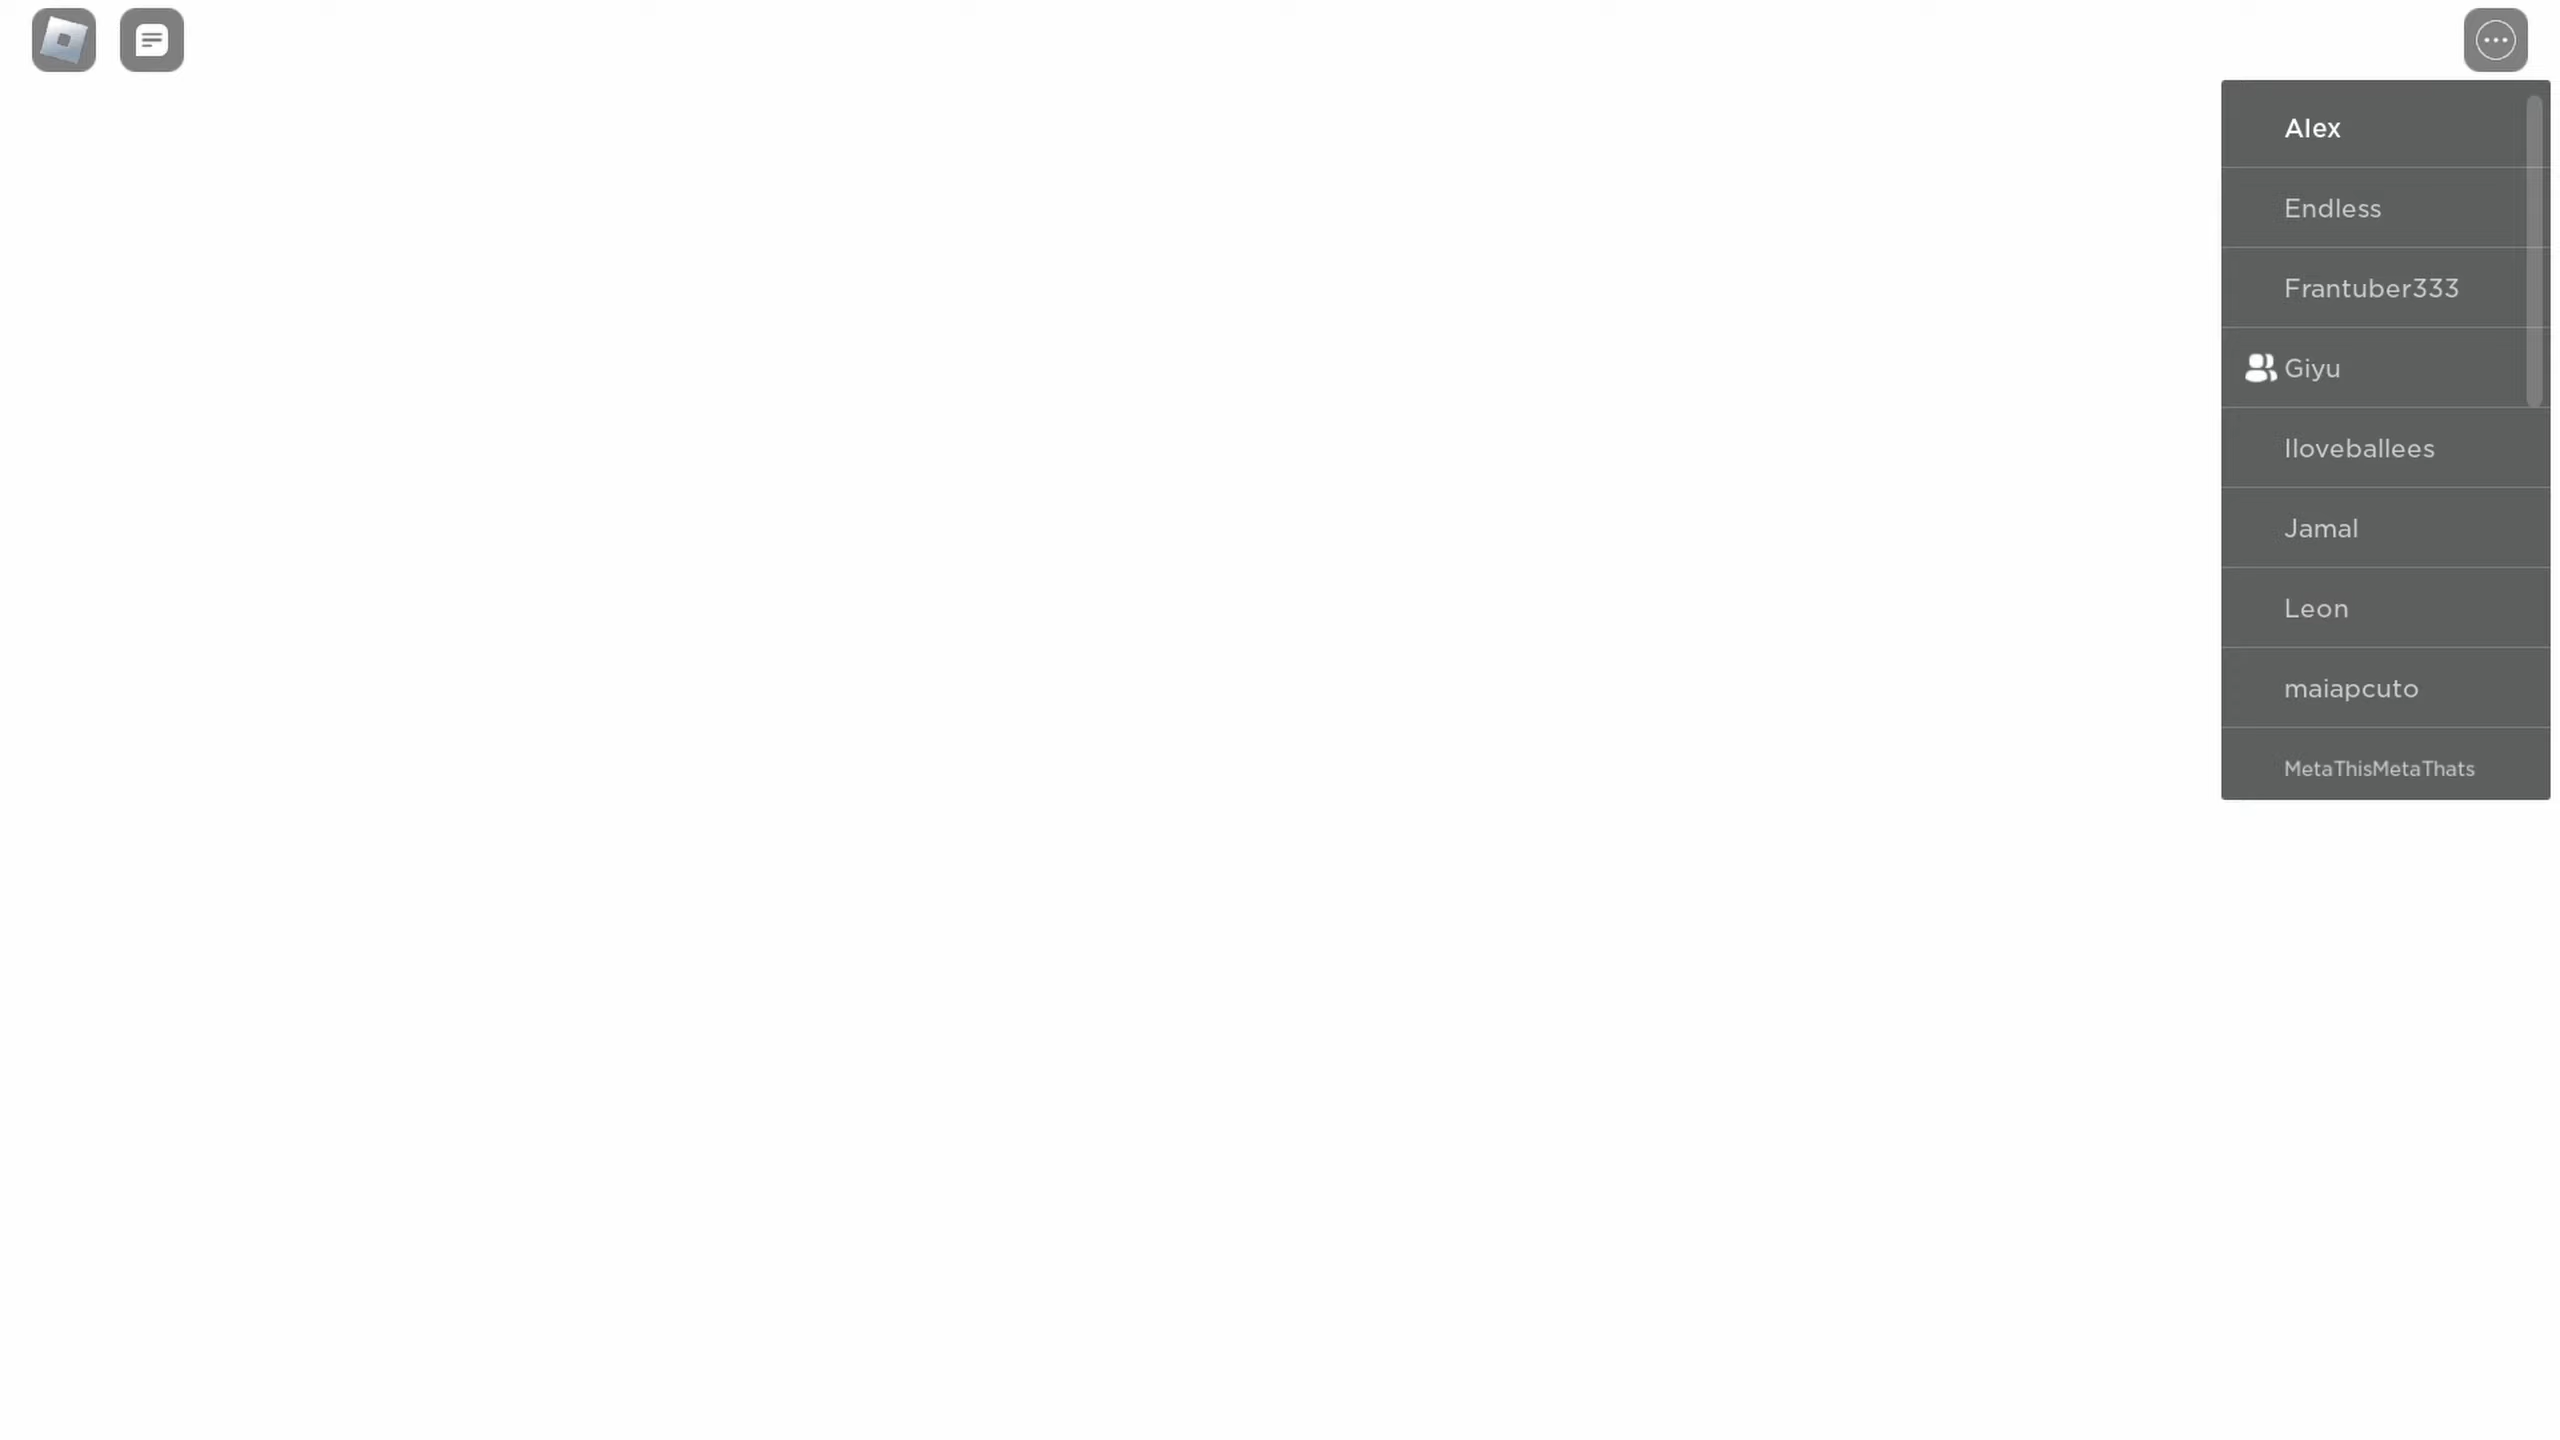 Alex
Endless
Frantuber333
Giyu
Iloveballees
Jamal
Leon
maiapcuto
MetaThisMetaThats